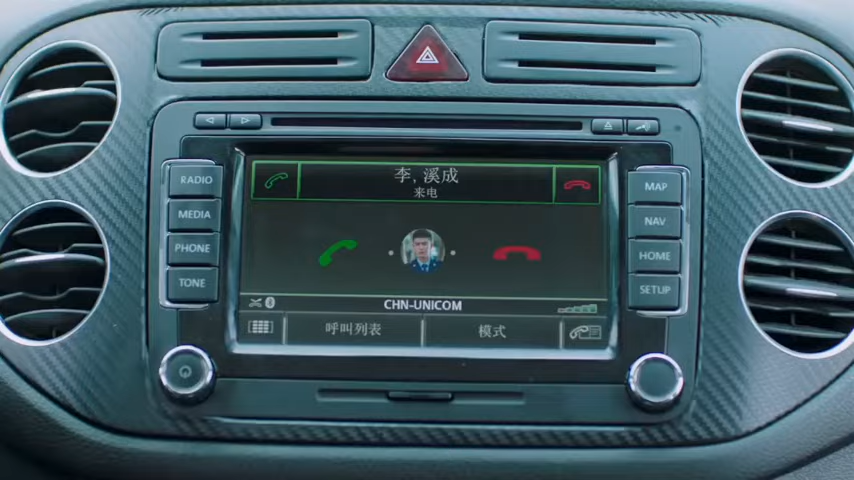 RADIO
MEDIA
PHONE
TONE
李,溪成
来电
CHN-UNICOM
呼叫列表
模式
MAP
NAV
HOME
SETUP